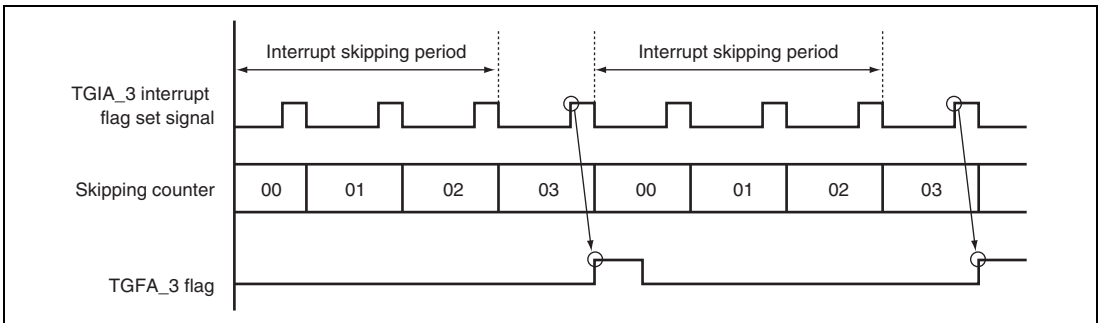 Interrupt skipping period Interrupt skipping period
TGIA_3 interrupt
flag set signal
Skipping counter 00 01 02 03 00 01 02 03
TGFA_3 flag